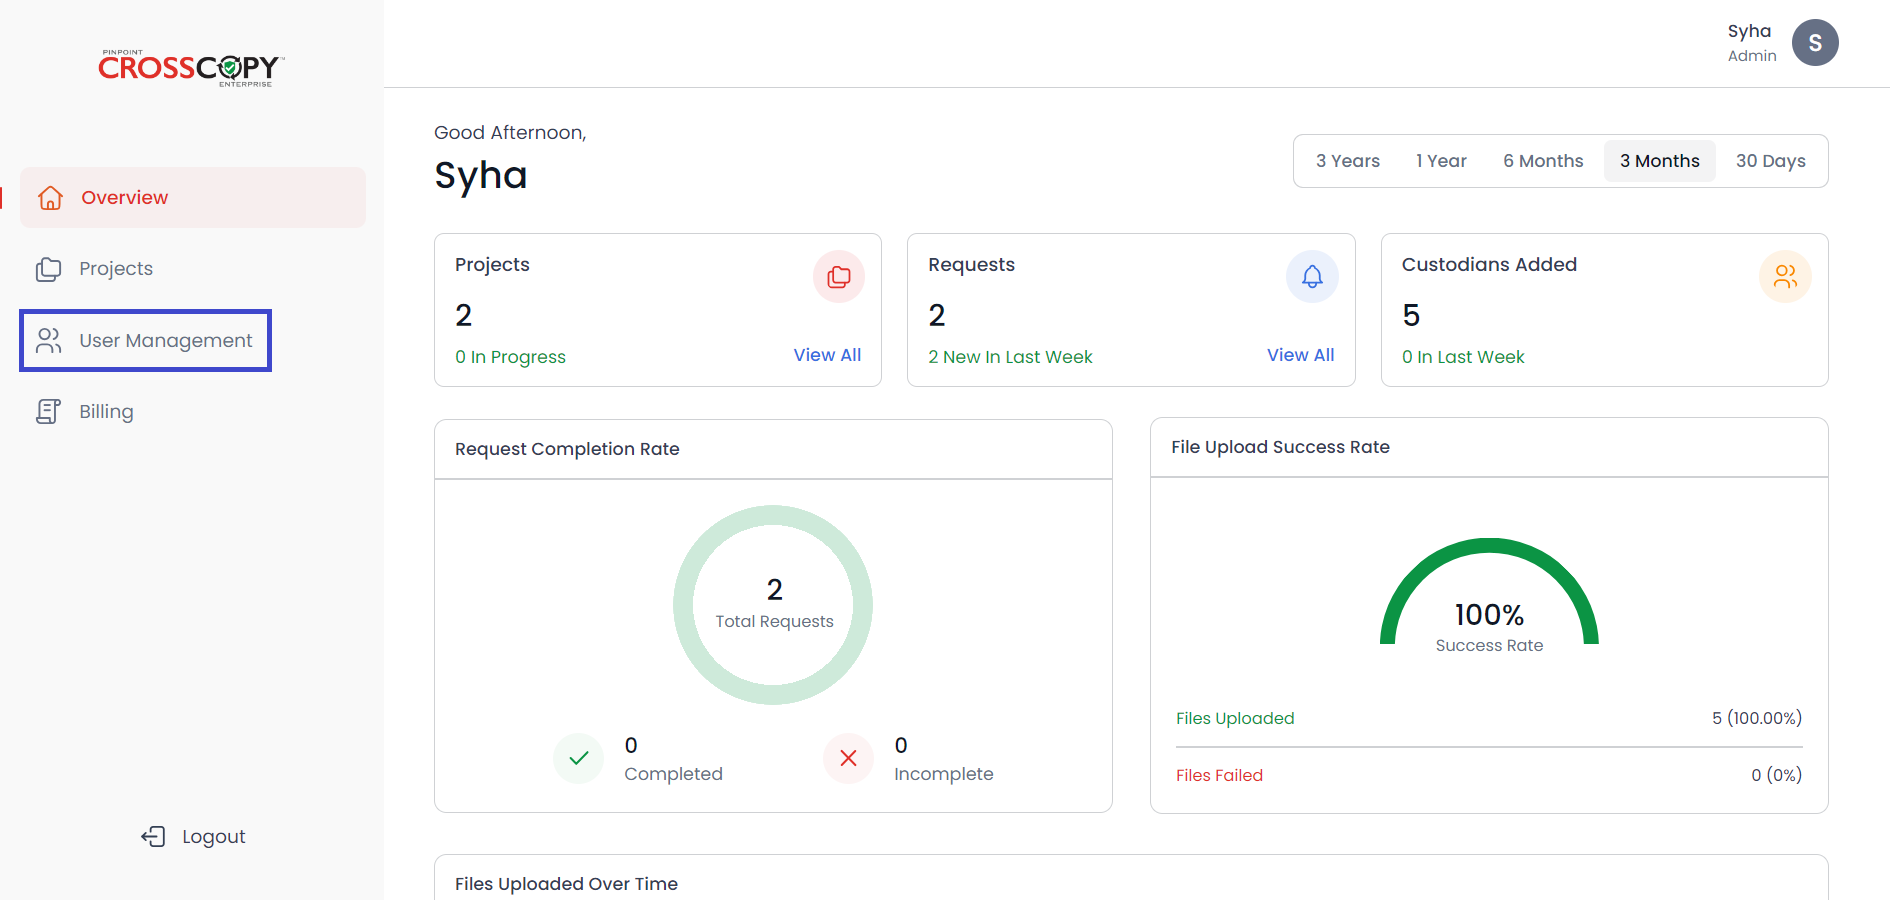 PINPOINT
CROSSCOPY™
ENTERPRISE
Overview
Projects
User Management
Billing
Logout
Syha
Admin
S
Good Afternoon,
Syha
3 Years 1 Year 6 Months 3 Months 30 Days
Projects
2
0 In Progress
View All
Requests
2
2 New In Last Week
View All
Custodians Added
5
0 In Last Week
Request Completion Rate
2
Total Requests
0
Completed
0
Incomplete
File Upload Success Rate
100%
Success Rate
Files Uploaded 5 (100.00%)
Files Failed 0 (0%)
Files Uploaded Over Time